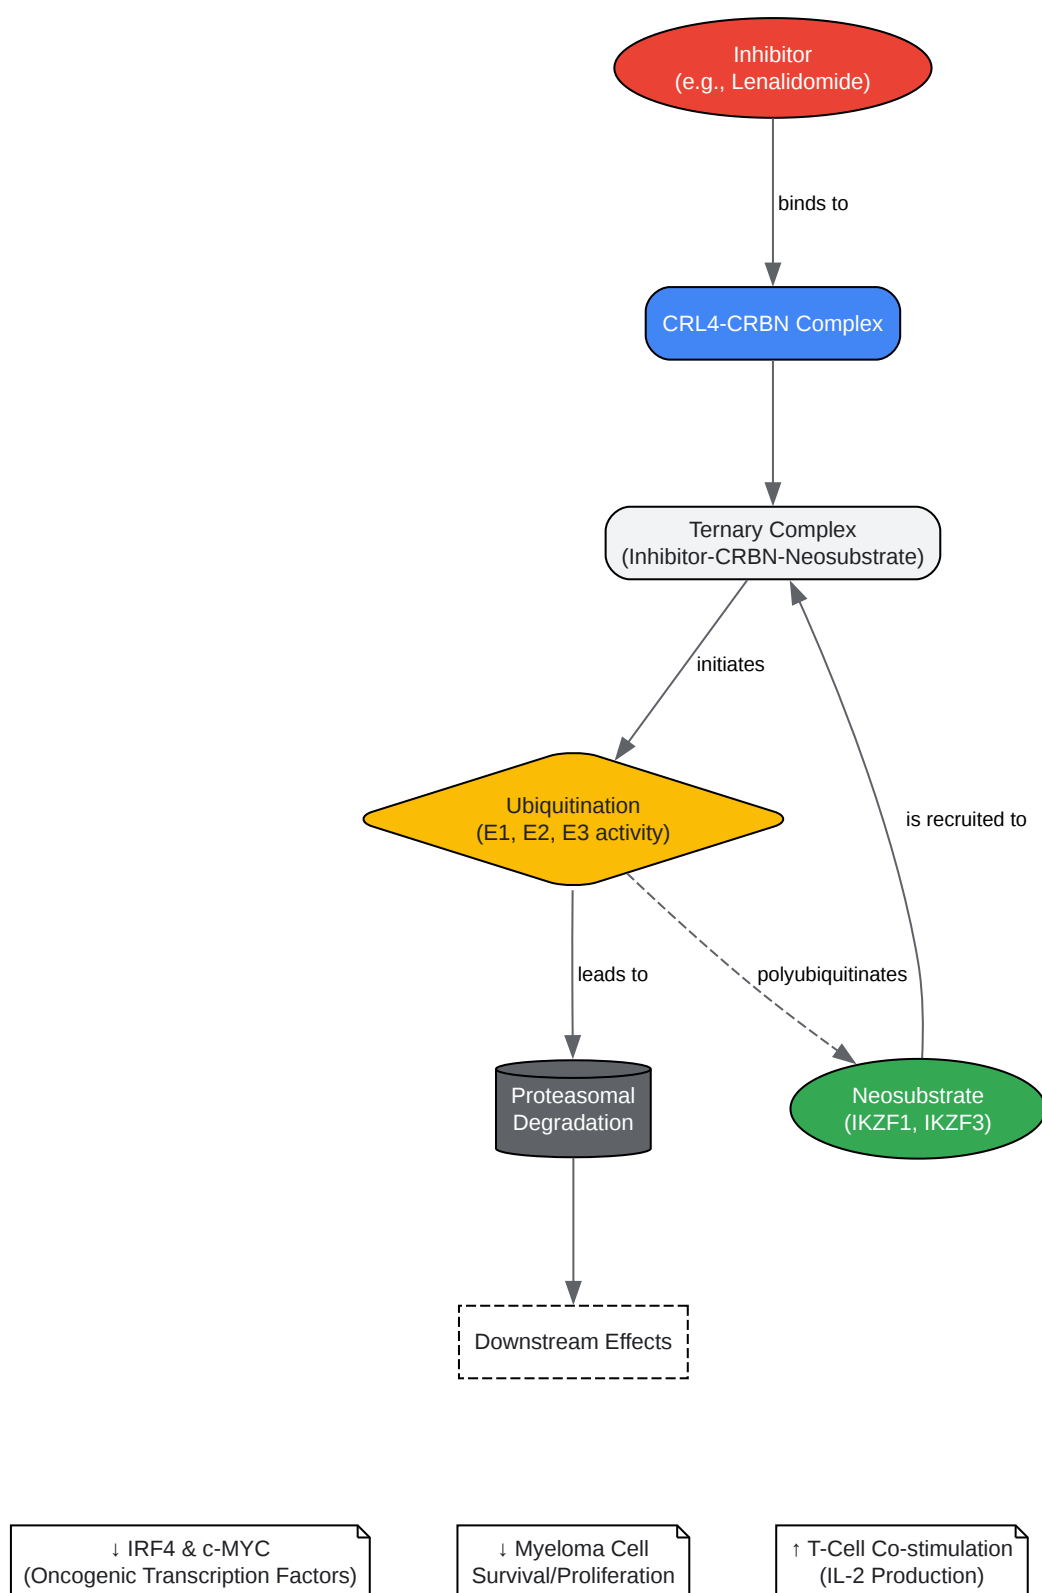 Inhibitor
(e.g., Lenalidomide)
binds to
CRL4-CRBN Complex
Ternary Complex
(Inhibitor-CRBN-Neosubstrate)
initiates
Ubiquitination
(E1, E2, E3 activity)
is recruited to
leads to
polyubiquitinates
Proteasomal
Degradation
Neosubstrate
(IKZF1, IKZF3)
Downstream Effects
↓ IRF4 & c-MYC
(Oncogenic Transcription Factors)
↓ Myeloma Cell
Survival/Proliferation
↑ T-Cell Co-stimulation
(IL-2 Production)